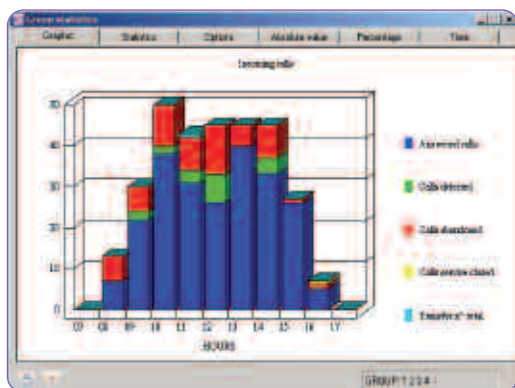 Group statistics
Graphic Statistics Options Absolute value Percentage Time
Incoming calls
50
40
30
20
10
0
07 08 09 10 11 12 13 14 15 16 17
HOURS
Answered calls
Calls deterred
Calls abandoned
Calls service closed
Transfer n° total
GROUP: 1 2 3 4 -